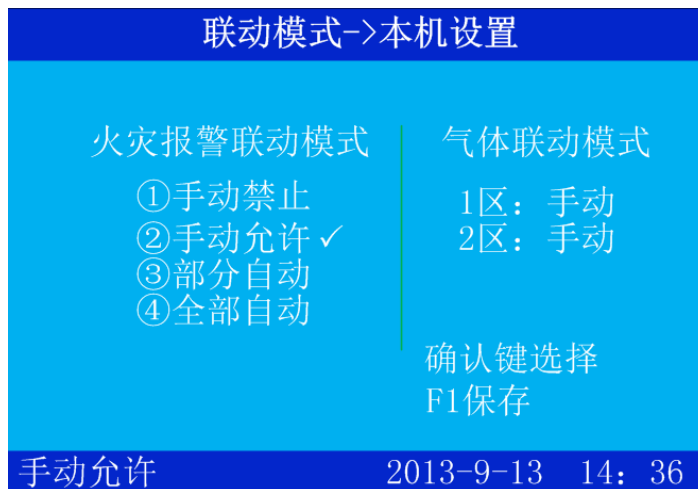 联动模式->本机设置
火灾报警联动模式
①手动禁止
②手动允许✓
③部分自动
④全部自动
气体联动模式
1区：手动
2区：手动
确认键选择
F1保存
手动允许
2013-9-13 14：36